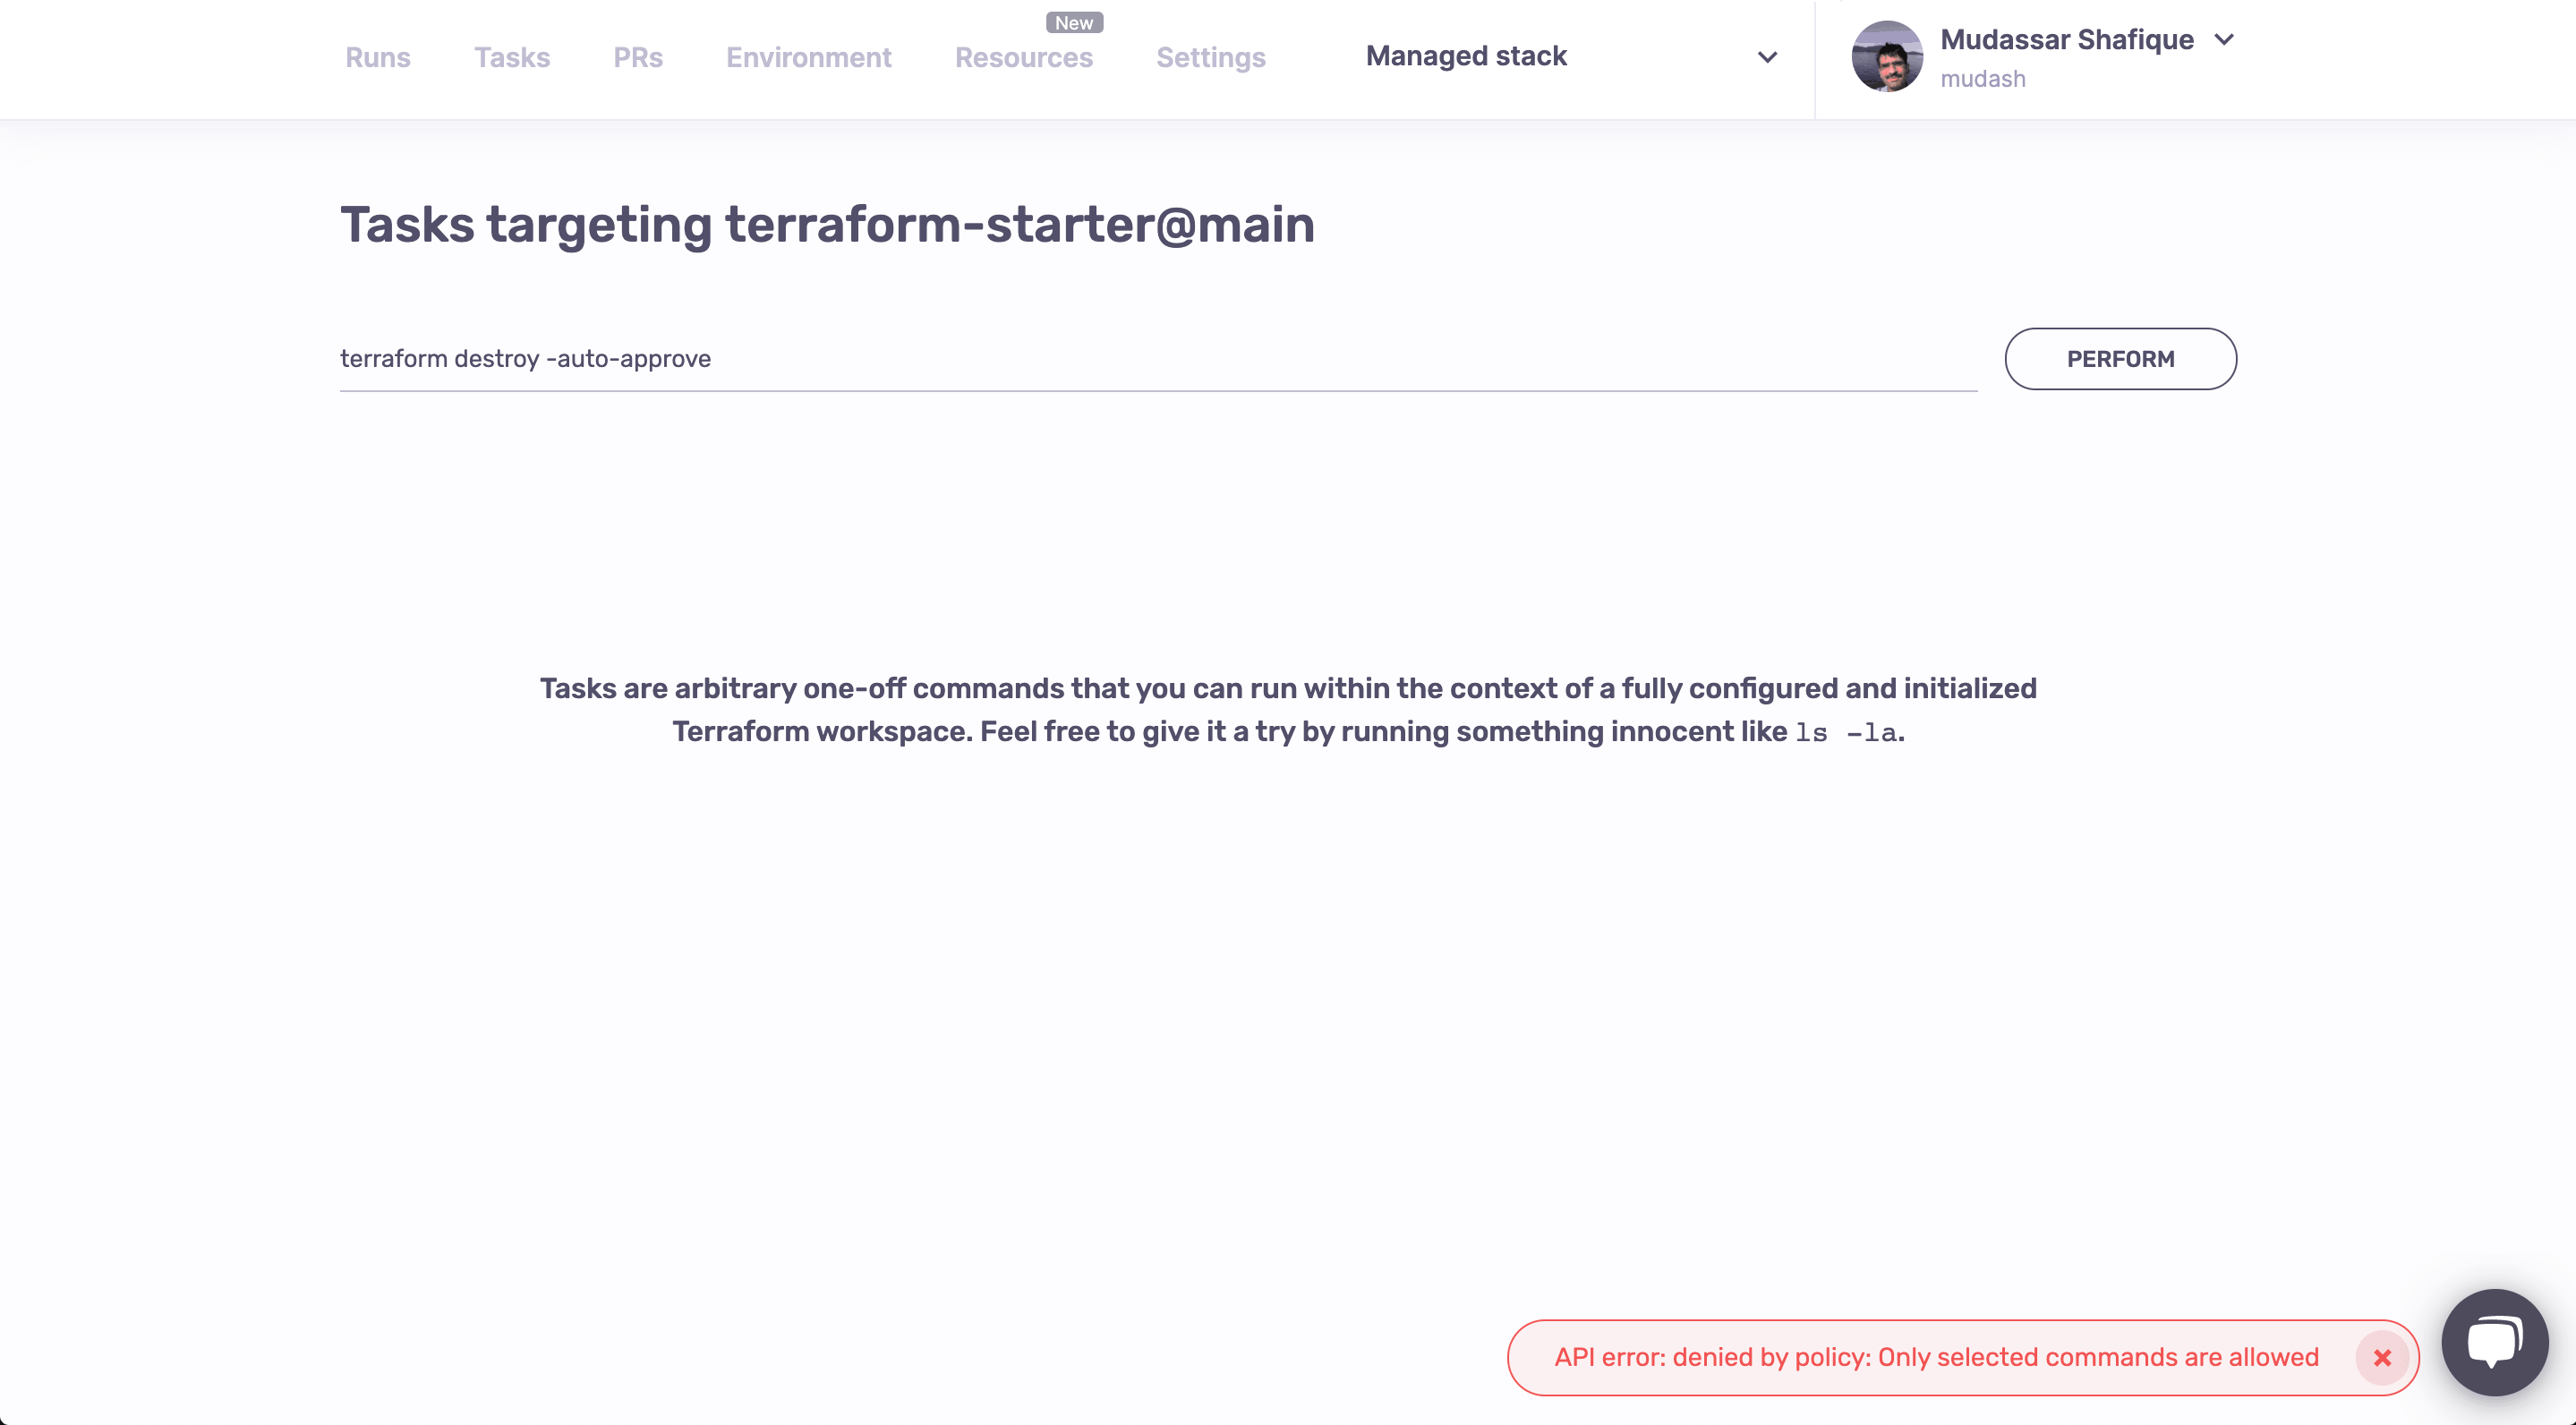 New
Runs Tasks PRs Environment Resources Settings Managed stack Mudassar Shafique
mudash
Tasks targeting terraform-starter@main
terraform destroy -auto-approve PERFORM
Tasks are arbitrary one-off commands that you can run within the context of a fully configured and initialized
Terraform workspace. Feel free to give it a try by running something innocent like ls -la.
API error: denied by policy: Only selected commands are allowed